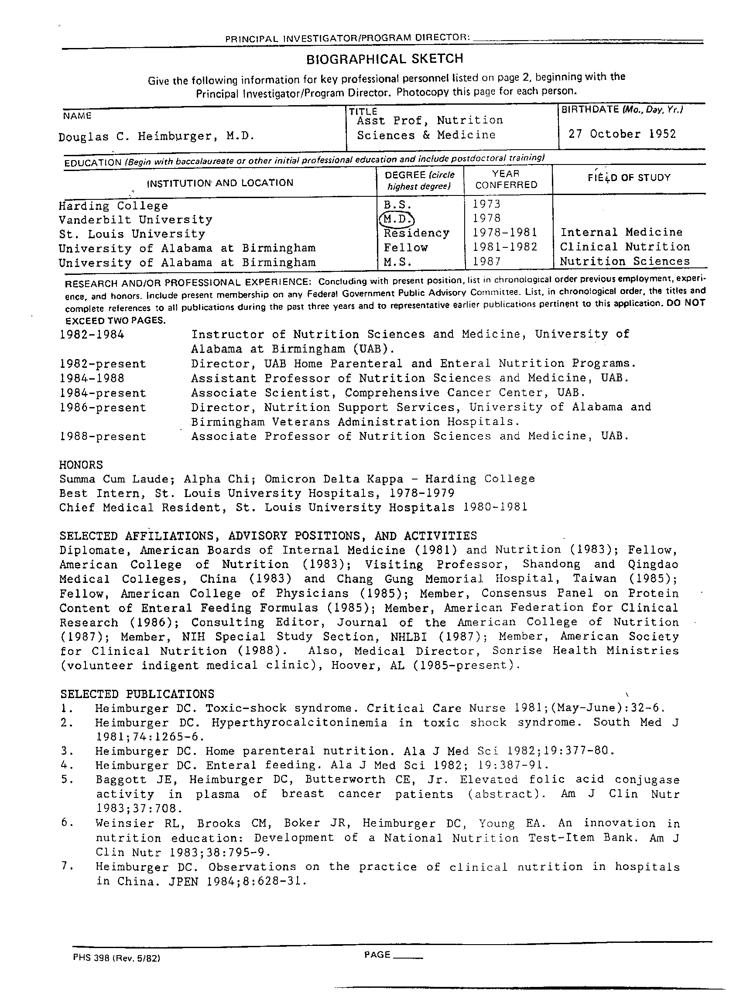 PRINCIPAL INVESTIGATOR/PROGRAM DIRECTOR:
BIOGRAPHICAL SKETCH
Give the following information for key professional personnel listed on page 2, beginning with the
Principal Investigator/Program Director. Photocopy this page for each person.
NAME
TITLE
BIRTHDATE (Mo., Day, Yr.)
Douglas C. Heimburger, M.D.
Asst Prof, Nutrition
Sciences & Medicine
27 October 1952
EDUCATION (Begin with baccalaureate or other initial professional education and include postdoctoral training)
INSTITUTION AND LOCATION
DEGREE (circle
highest degree)
YEAR
CONFERRED
FIELD OF STUDY
Harding College B.S. 1973
Vanderbilt University M.D. 1978
St. Louis University Residency 1978-1981 Internal Medicine
University of Alabama at Birmingham Fellow 1981-1982 Clinical Nutrition
University of Alabama at Birmingham M.S. 1987 Nutrition Sciences
RESEARCH AND/OR PROFESSIONAL EXPERIENCE: Concluding with present position, list in chronological order previous employment, experi-
ence, and honors. Include present membership on any Federal Government Public Advisory Committee. List, in chronological order, the titles and
complete references to all publications during the past three years and to representative earlier publications pertinent to this application. DO NOT
EXCEED TWO PAGES.
1982-1984 Instructor of Nutrition Sciences and Medicine, University of
Alabama at Birmingham (UAB).
1982-present Director, UAB Home Parenteral and Enteral Nutrition Programs.
1984-1988 Assistant Professor of Nutrition Sciences and Medicine, UAB.
1984-present Associate Scientist, Comprehensive Cancer Center, UAB.
1986-present Director, Nutrition Support Services, University of Alabama and
Birmingham Veterans Administration Hospitals.
1988-present Associate Professor of Nutrition Sciences and Medicine, UAB.
HONORS
Summa Cum Laude; Alpha Chi; Omicron Delta Kappa - Harding College
Best Intern, St. Louis University Hospitals, 1978-1979
Chief Medical Resident, St. Louis University Hospitals 1980-1981
SELECTED AFFILIATIONS, ADVISORY POSITIONS, AND ACTIVITIES
Diplomate, American Boards of Internal Medicine (1981) and Nutrition (1983); Fellow,
American College of Nutrition (1983); Visiting Professor, Shandong and Qingdao
Medical Colleges, China (1983) and Chang Gung Memorial Hospital, Taiwan (1985);
Fellow, American College of Physicians (1985); Member, Consensus Panel on Protein
Content of Enteral Feeding Formulas (1985); Member, American Federation for Clinical
Research (1986); Consulting Editor, Journal of the American College of Nutrition
(1987); Member, NIH Special Study Section, NHLBI (1987); Member, American Society
for Clinical Nutrition (1988). Also, Medical Director, Sonrise Health Ministries
(volunteer indigent medical clinic), Hoover, AL (1985-present).
SELECTED PUBLICATIONS
1. Heimburger DC. Toxic-shock syndrome. Critical Care Nurse 1981;(May-June):32-6.
2. Heimburger DC. Hyperthyrocalcitoninemia in toxic shock syndrome. South Med J
1981;74:1265-6.
3. Heimburger DC. Home parenteral nutrition. Ala J Med Sci 1982;19:377-80.
4. Heimburger DC. Enteral feeding. Ala J Med Sci 1982; 19:387-91.
5. Baggott JE, Heimburger DC, Butterworth CE, Jr. Elevated folic acid conjugase
activity in plasma of breast cancer patients (abstract). Am J Clin Nutr
1983;37:708.
6. Weinsier RL, Brooks CM, Boker JR, Heimburger DC, Young EA. An innovation in
nutrition education: Development of a National Nutrition Test-Item Bank. Am J
Clin Nutr 1983;38:795-9.
7. Heimburger DC. Observations on the practice of clinical nutrition in hospitals
in China. JPEN 1984;8:628-31.
PHS 398 (Rev. 5/82)
PAGE